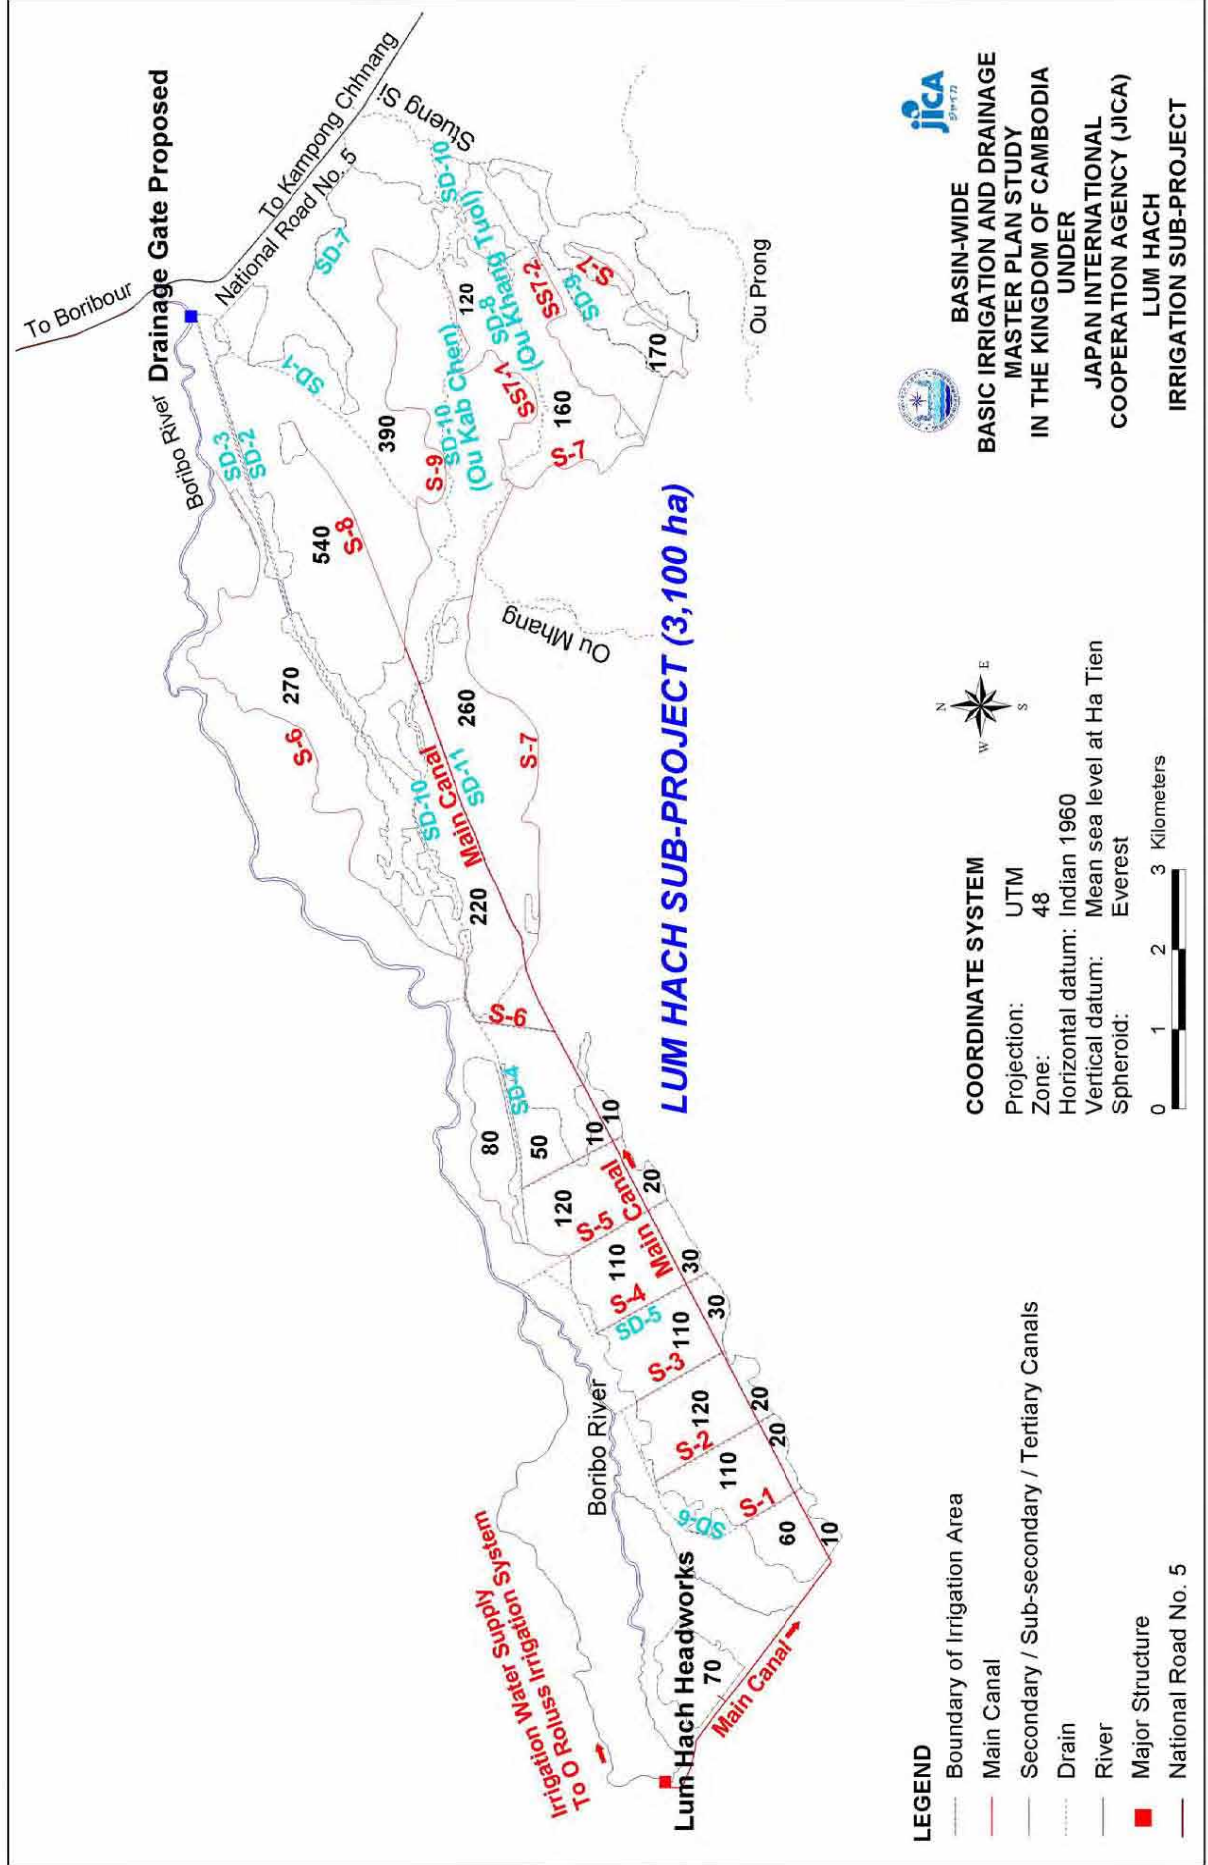 To Boribour
Drainage Gate Proposed
To Kampong Chhnang
National Road No. 5
Stueng Si
Boribo River
SD-3
SD-2
SD-1
SD-7
SD-10
390
120
S-9
SD-10
(Ou Kab Chen)
SD-8
(Ou Khang Tuol)
SS7-1
SS7-2
SD-9
S-7
160
170
S-7
Ou Prong
540
S-8
270
S-6
Ou Mhang
260
S-7
SD-10
Main Canal
SD-11
220
S-6
LUM HACH SUB-PROJECT (3,100 ha)
80
SD-4
50
10
10
120
S-5
Main Canal
20
110
S-4
30
SD-5
110
30
S-3
120
20
S-2
20
110
S-1
SD-6
60
10
Boribo River
Irrigation Water Supply
To O Roluss Irrigation System
Lum Hach Headworks
70
Main Canal
LEGEND
Boundary of Irrigation Area
Main Canal
Secondary / Sub-secondary / Tertiary Canals
Drain
River
Major Structure
National Road No. 5
COORDINATE SYSTEM
Projection: UTM
Zone: 48
Horizontal datum: Indian 1960
Vertical datum: Mean sea level at Ha Tien
Spheroid: Everest
0 1 2 3 Kilometers
N
W E
S
jICA
ジャイカ
BASIN-WIDE
BASIC IRRIGATION AND DRAINAGE
MASTER PLAN STUDY
IN THE KINGDOM OF CAMBODIA
UNDER
JAPAN INTERNATIONAL
COOPERATION AGENCY (JICA)
LUM HACH
IRRIGATION SUB-PROJECT